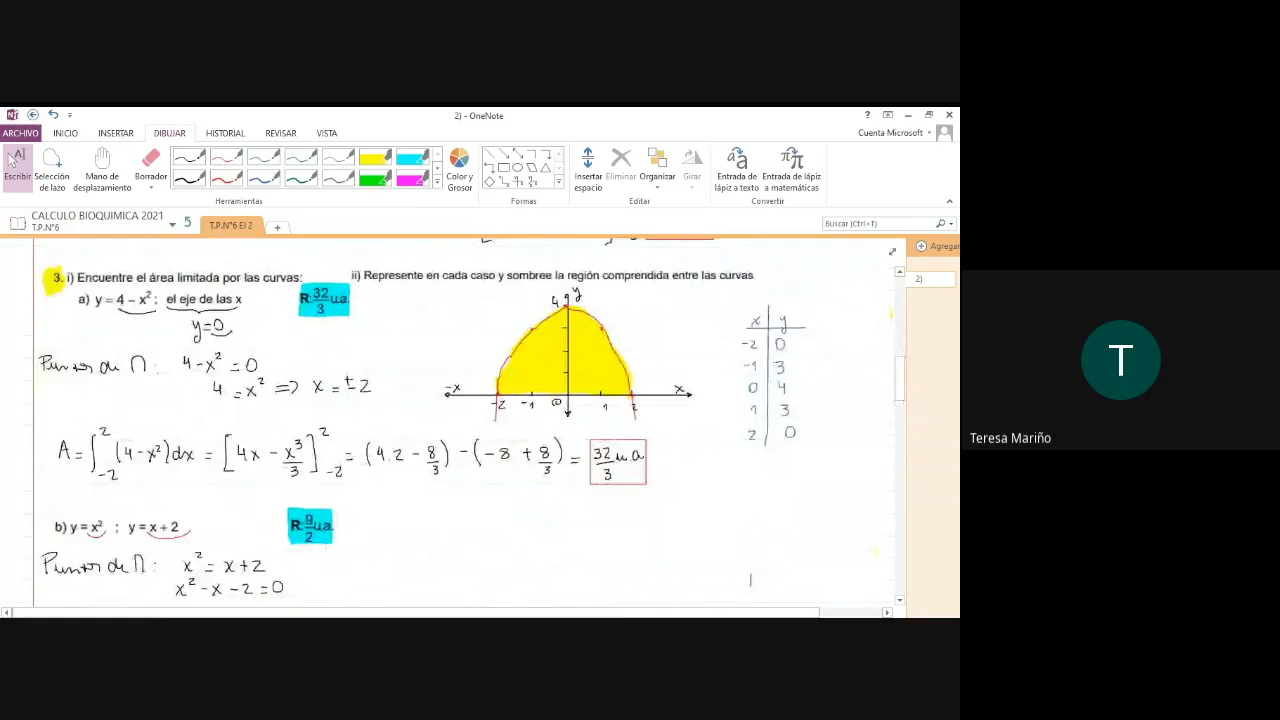 2) - OneNote
ARCHIVO INICIO INSERTAR DIBUJAR HISTORIAL REVISAR VISTA
Cuenta Microsoft
Escribir
Selección de lazo
Mano de desplazamiento
Borrador
Color y Grosor
Insertar espacio
Eliminar
Organizar
Girar
Entrada de lápiz a texto
Entrada de lápiz a matemáticas
Herramientas
Formas
Editar
Convertir
CALCULO BIOQUIMICA 2021
T.P.N°6
T.P.N°6 EJ 2
Buscar (Ctrl+T)
Agregar
2)
3. i) Encuentre el área limitada por las curvas: ii) Represente en cada caso y sombree la región comprendida entre las curvas
a) y = 4 – x²; el eje de las x R: 32/3 u.a.
y = 0
Puntos de ∩: 4 - x² = 0
4 = x² => x = ± 2
4 y
-x -2 -1 0 1 2 x
x y
-2 0
-1 3
0 4
1 3
2 0
A = ∫₋₂² (4 - x²) dx = [4x - x³/3]₋₂² = (4.2 - 8/3) - (-8 + 8/3) = 32/3 u.a
b) y = x² ; y = x + 2 R: 9/2 u.a.
Puntos de ∩: x² = x + 2
x² - x - 2 = 0
T
Teresa Mariño